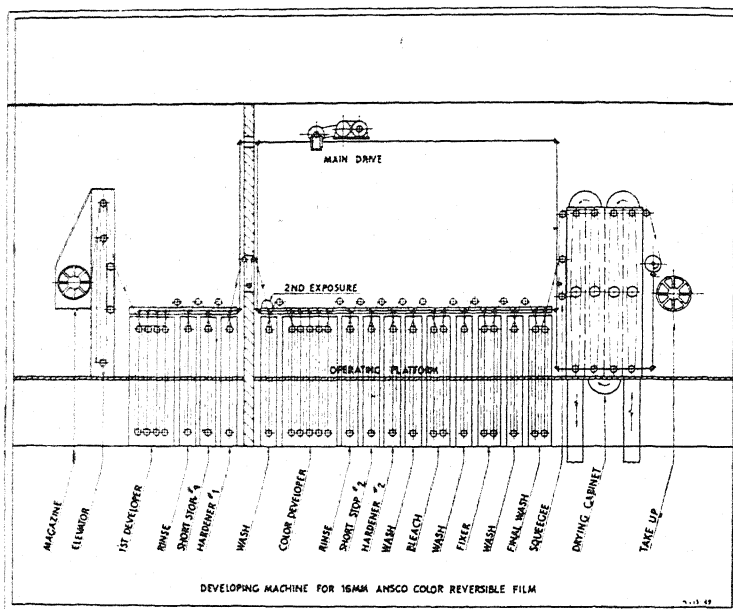 MAIN DRIVE
2ND EXPOSURE
OPERATING PLATFORM
MAGAZINE
ELEVATOR
1ST DEVELOPER
RINSE
SHORT STOP #1
HARDENER #1
WASH
COLOR DEVELOPER
RINSE
SHORT STOP #2
HARDENER #2
WASH
BLEACH
WASH
FIXER
WASH
FINAL WASH
SQUEEGEE
DRYING CABINET
TAKE UP
DEVELOPING MACHINE FOR 16MM ANSCO COLOR REVERSIBLE FILM